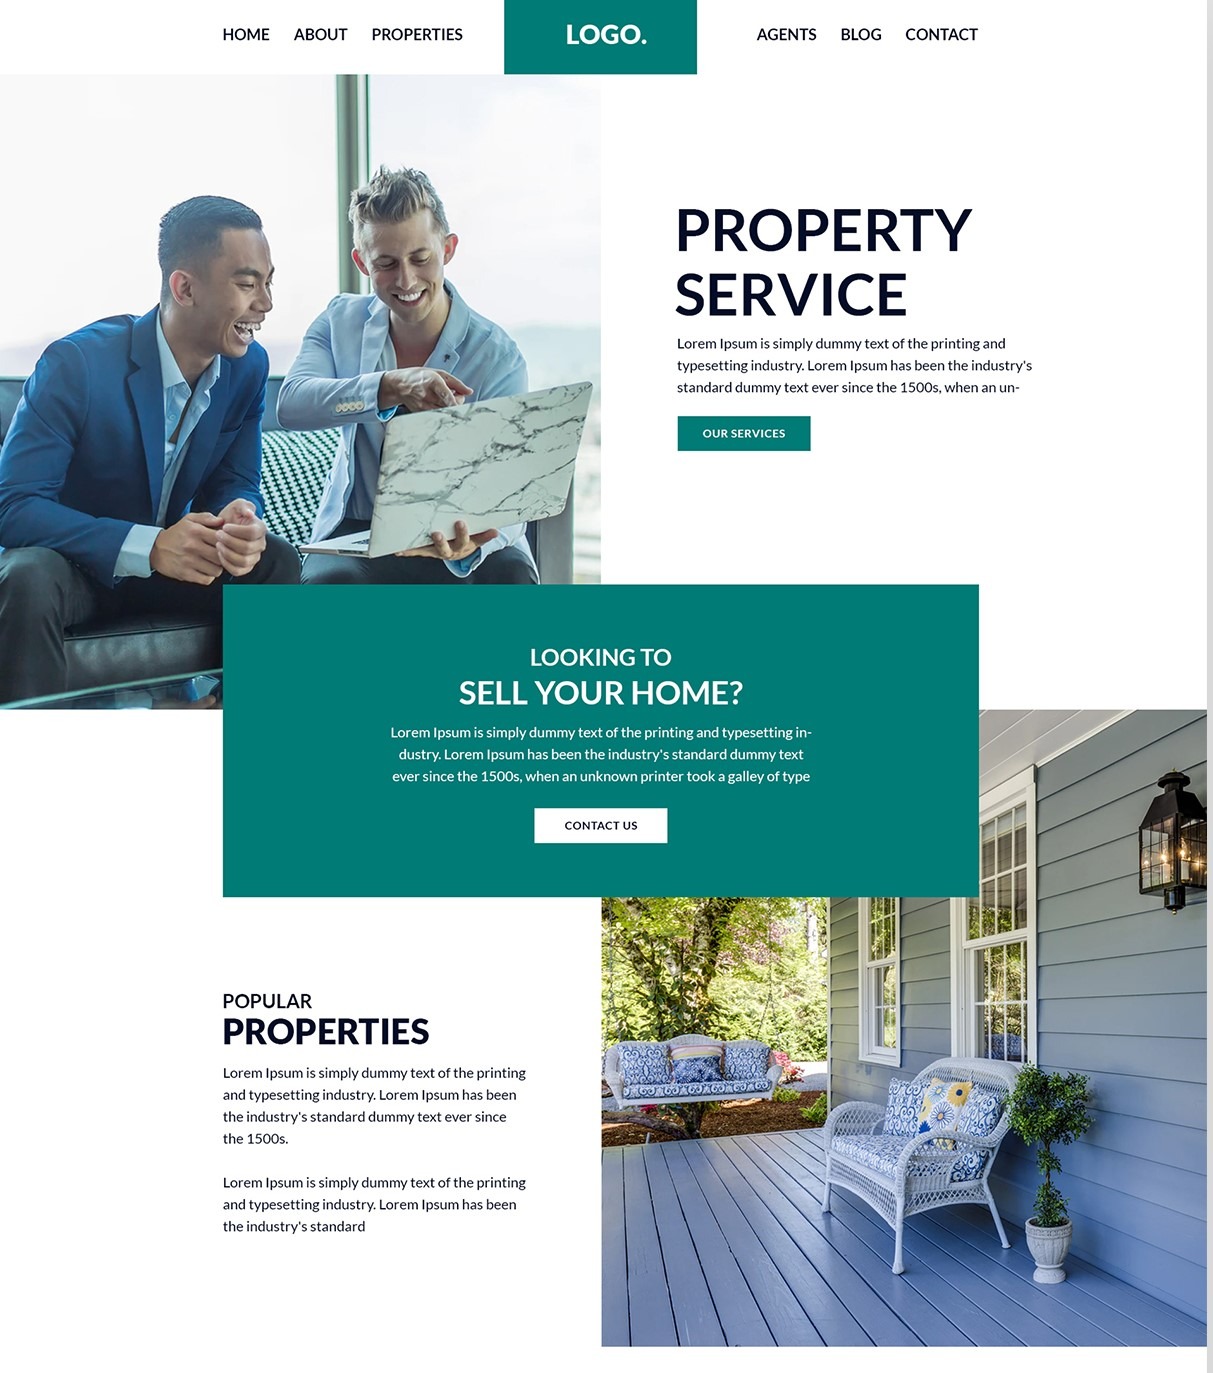 HOME ABOUT PROPERTIES LOGO. AGENTS BLOG CONTACT
PROPERTY
SERVICE
Lorem Ipsum is simply dummy text of the printing and
typesetting industry. Lorem Ipsum has been the industry's
standard dummy text ever since the 1500s, when an un-
OUR SERVICES
LOOKING TO
SELL YOUR HOME?
Lorem Ipsum is simply dummy text of the printing and typesetting in-
dustry. Lorem Ipsum has been the industry's standard dummy text
ever since the 1500s, when an unknown printer took a galley of type
CONTACT US
POPULAR
PROPERTIES
Lorem Ipsum is simply dummy text of the printing
and typesetting industry. Lorem Ipsum has been
the industry's standard dummy text ever since
the 1500s.
Lorem Ipsum is simply dummy text of the printing
and typesetting industry. Lorem Ipsum has been
the industry's standard